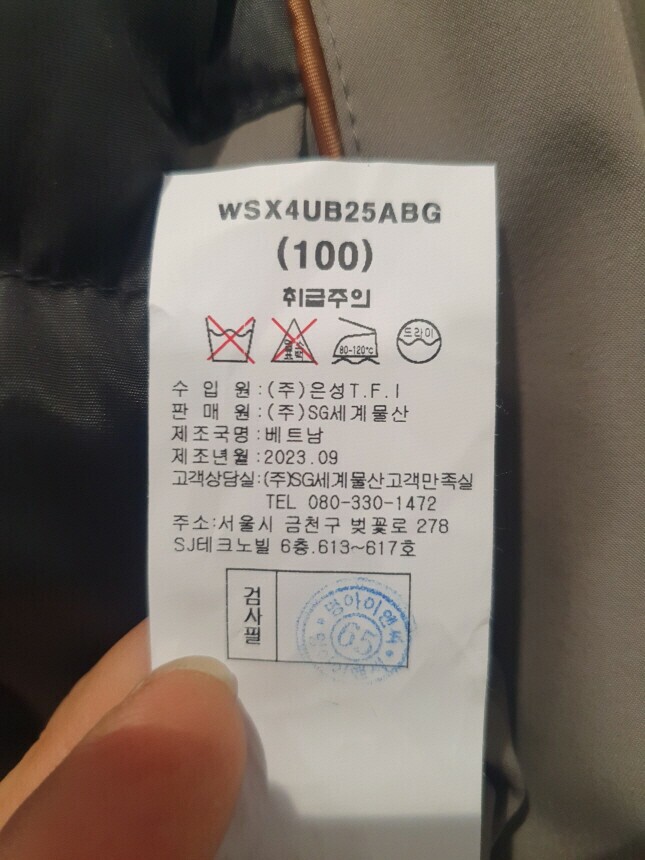 WSX4UB25ABG
(100)
취급주의
80-120℃
드라이
수 입 원:(주)은성T.F.I
판 매 원:(주)SG세계물산
제조국명:베트남
제조년월:2023.09
고객상담실:(주)SG세계물산고객만족실
TEL 080-330-1472
주소:서울시 금천구 벚꽃로 278
SJ테크노빌 6층.613~617호
검사필
65